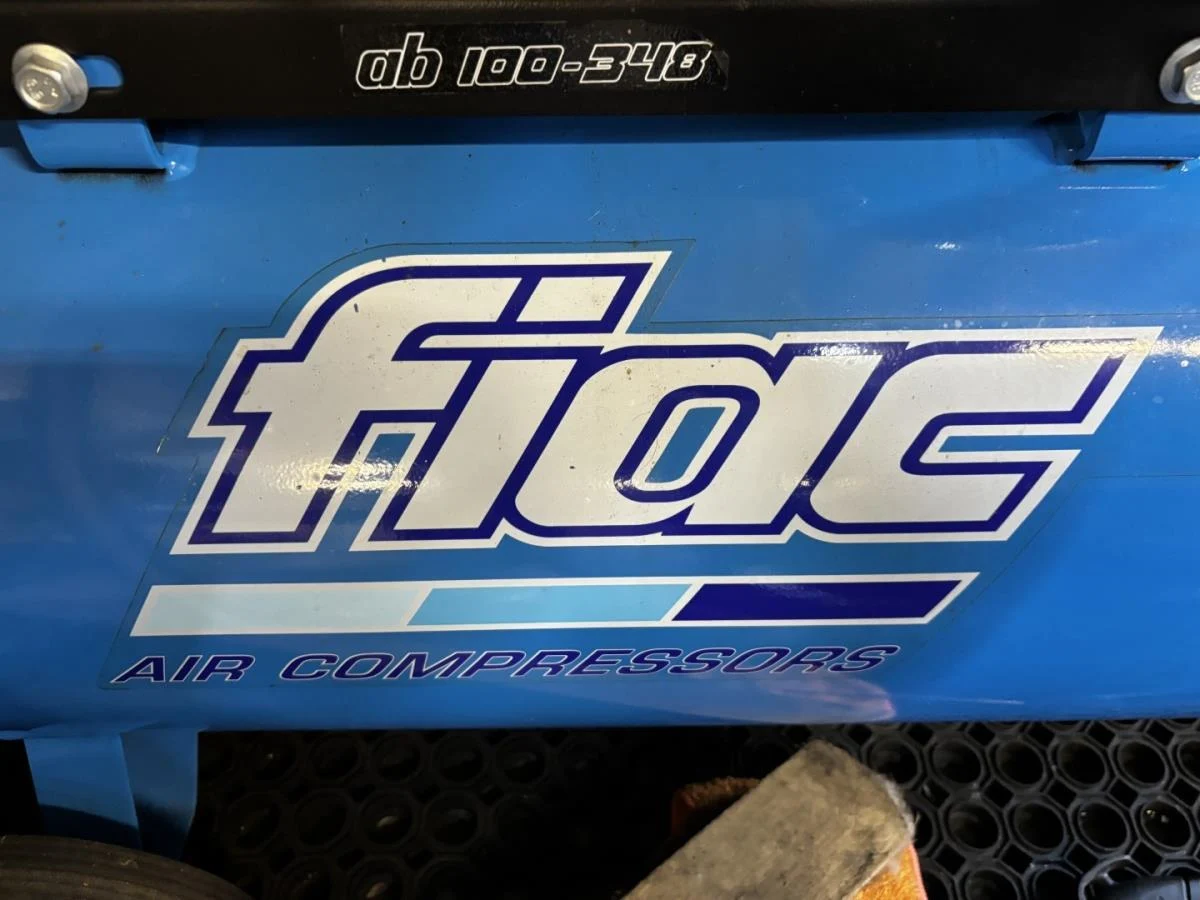 ab 100-348
fiac
AIR COMPRESSORS